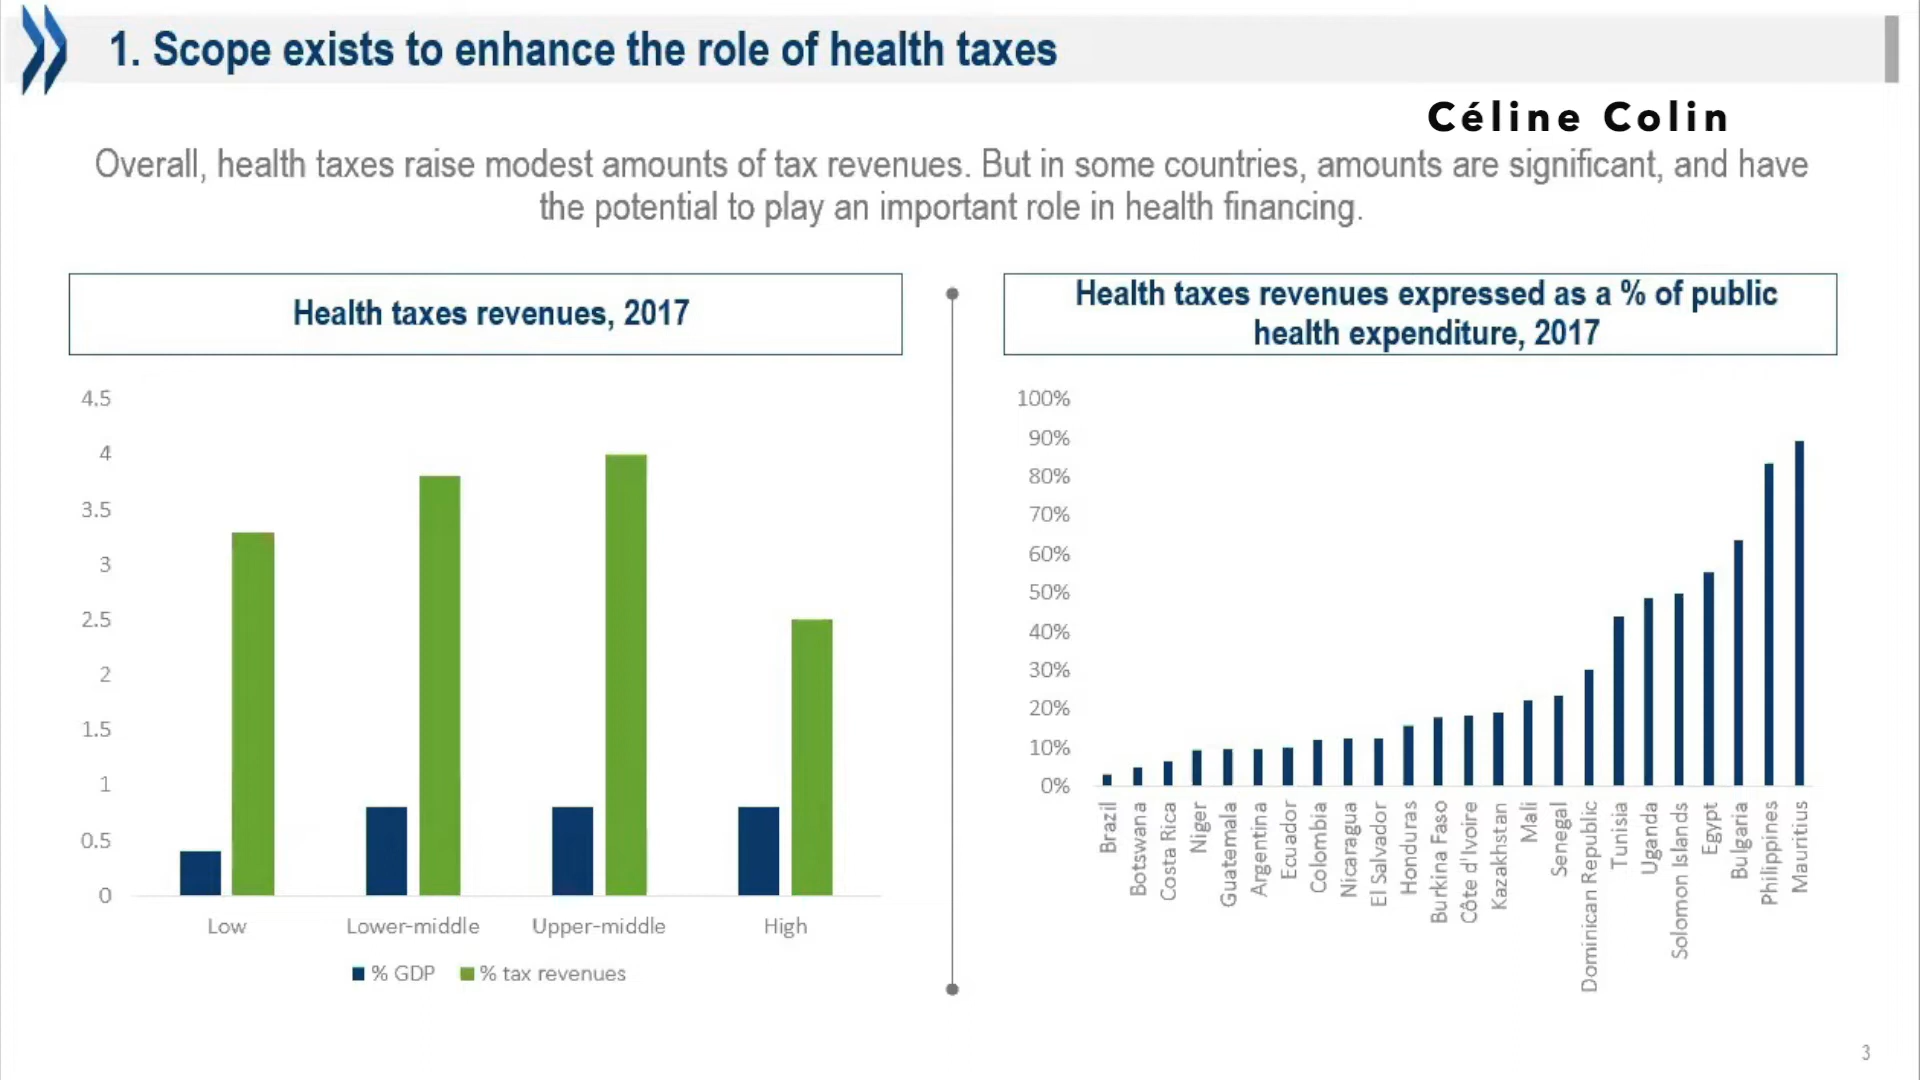 1. Scope exists to enhance the role of health taxes
Céline Colin
Overall, health taxes raise modest amounts of tax revenues. But in some countries, amounts are significant, and have
the potential to play an important role in health financing.
Health taxes revenues, 2017
4.5
4
3.5
3
2.5
2
1.5
1
0.5
0
Low
Lower-middle
Upper-middle
High
% GDP
% tax revenues
Health taxes revenues expressed as a % of public
health expenditure, 2017
100%
90%
80%
70%
60%
50%
40%
30%
20%
10%
0%
Brazil
Botswana
Costa Rica
Niger
Guatemala
Argentina
Ecuador
Colombia
Nicaragua
El Salvador
Honduras
Burkina Faso
Côte d'Ivoire
Kazakhstan
Mali
Senegal
Dominican Republic
Tunisia
Uganda
Solomon Islands
Egypt
Bulgaria
Philippines
Mauritius
3